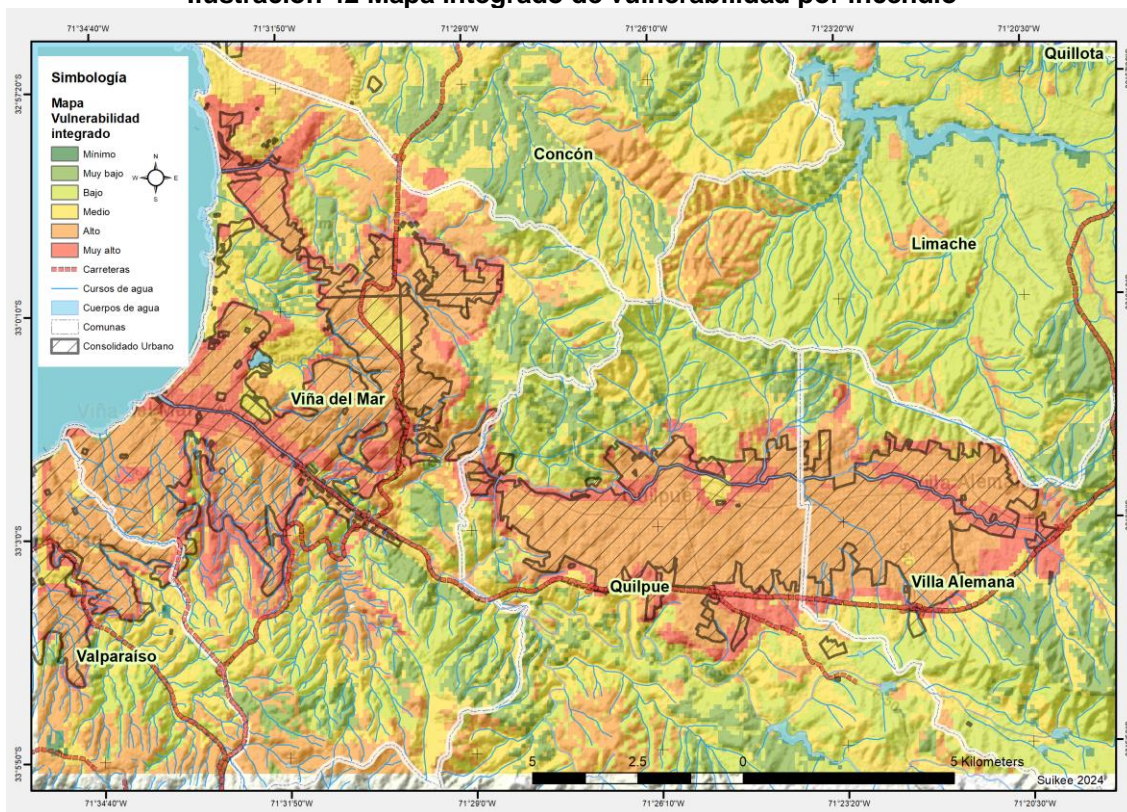 Ilustración 42 Mapa integrado de vulnerabilidad por incendio
71°34'40"O 71°31'50"O 71°29'0"O 71°26'10"O 71°23'20"O 71°20'30"O
Quillota
Simbología
Mapa
Vulnerabilidad
integrado
Mínimo
Muy bajo
Bajo
Medio
Alto
Muy alto
Carreteras
Cursos de agua
Cuerpos de agua
Comunas
Consolidado Urbano
N
W E
S
32°57'20"S
33°0'10"S
33°3'0"S
33°5'50"S
Concón
Limache
Viña del Mar
Quilpue
Villa Alemana
Valparaíso
5 2.5 0 5 Kilometers
Suikee 2024
71°34'40"O 71°31'50"O 71°29'0"O 71°26'10"O 71°23'20"O 71°20'30"O